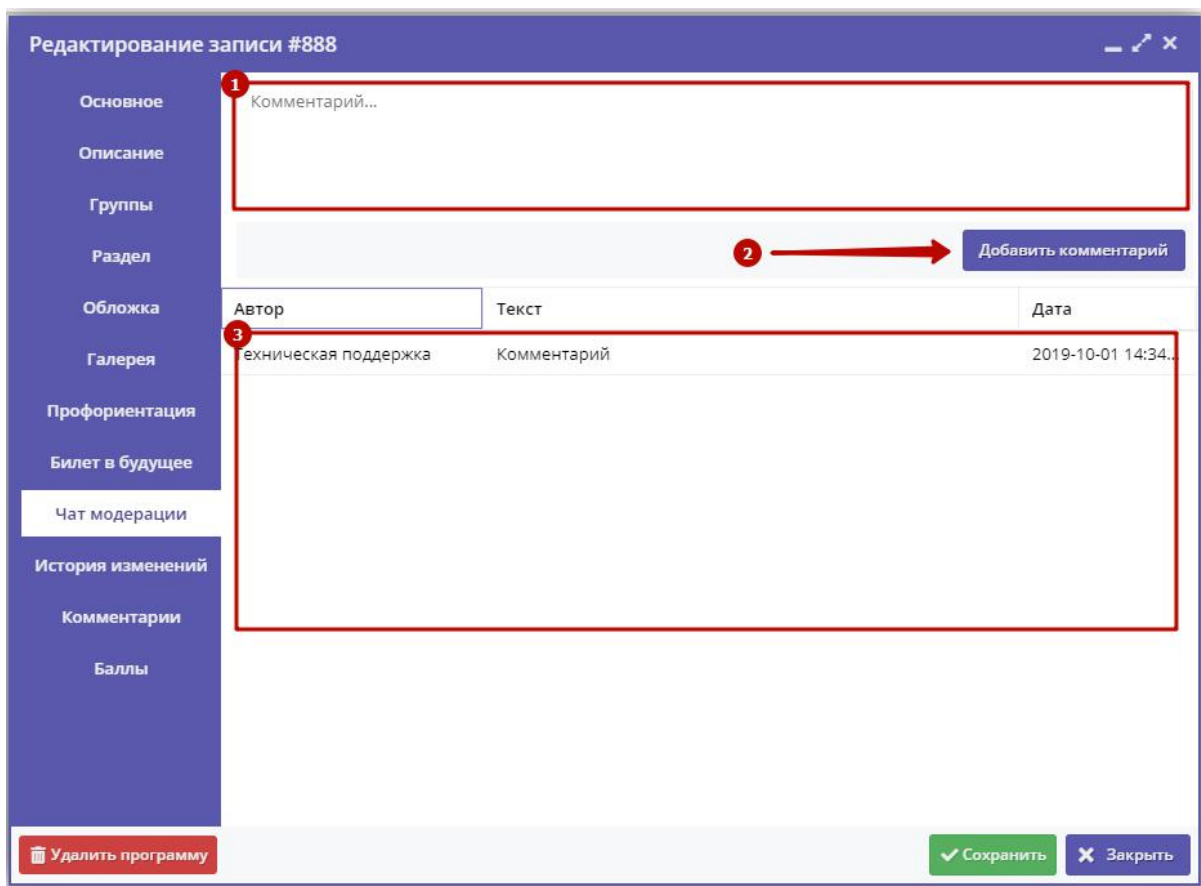 Редактирование записи #888
Основное
Описание
Группы
Раздел
Обложка
Галерея
Профориентация
Билет в будущее
Чат модерации
История изменений
Комментарии
Баллы
1
Комментарий...
2
Добавить комментарий
Автор Текст Дата
3
Техническая поддержка Комментарий 2019-10-01 14:34...
Удалить программу
Сохранить
Закрыть